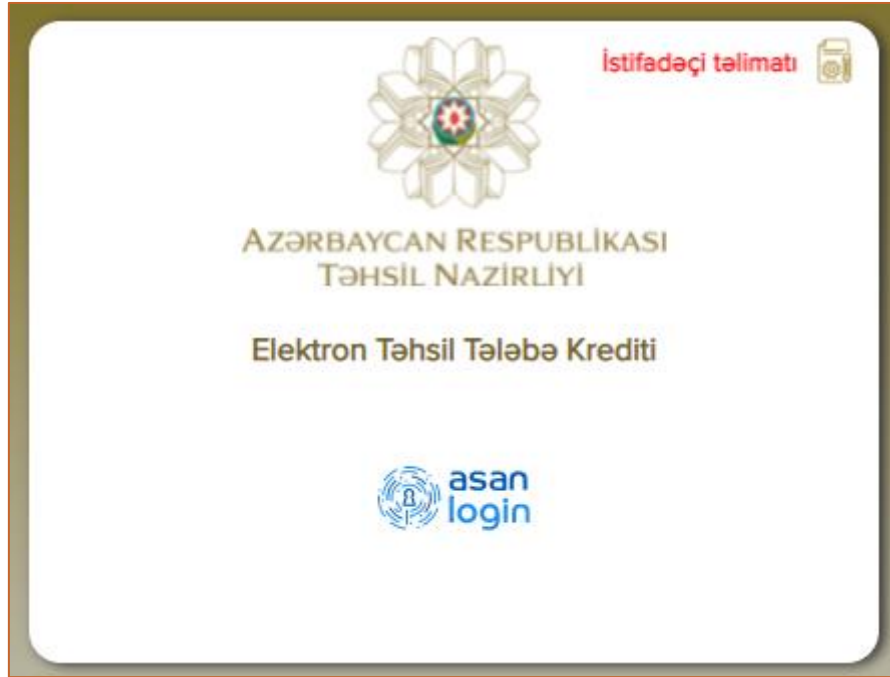 İstifadəçi təlimatı
AZƏRBAYCAN RESPUBLİKASI
TƏHSİL NAZİRLİYİ
Elektron Təhsil Tələbə Krediti
asan
login